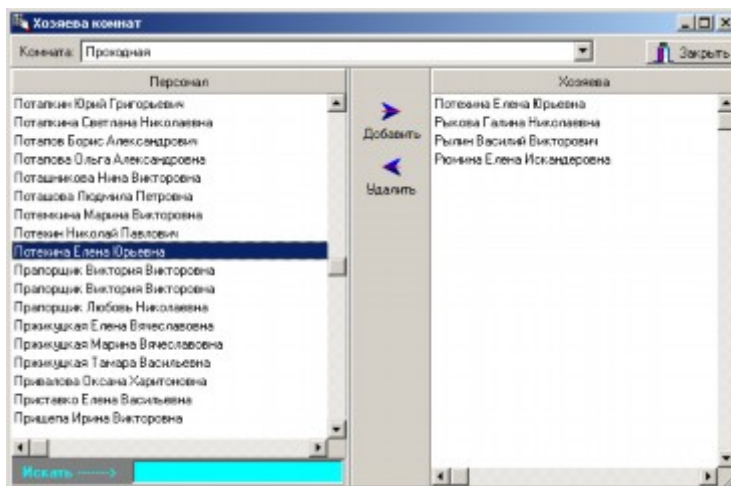 Хозяева комнат
Комната: Проходная
Закрыть
Персонал
Потапкин Юрий Григорьевич
Потапкина Светлана Николаевна
Потапов Борис Александрович
Потапова Ольга Александровна
Поташникова Нина Викторовна
Поташова Людмила Петровна
Потемкина Марина Викторовна
Потехин Николай Павлович
Потехина Елена Юрьевна
Прапорщик Виктория Викторовна
Прапорщик Виктория Викторовна
Прапорщик Любовь Николаевна
Пржикуцкая Елена Вячеславовна
Пржикуцкая Марина Вячеславовна
Пржикуцкая Тамара Васильевна
Привалова Оксана Харитоновна
Приставко Елена Васильевна
Прищепа Ирина Викторовна
Искать ------->
Добавить
Удалить
Хозяева
Потехина Елена Юрьевна
Рыкова Галина Николаевна
Рылин Василий Викторович
Рюмина Елена Искандеровна